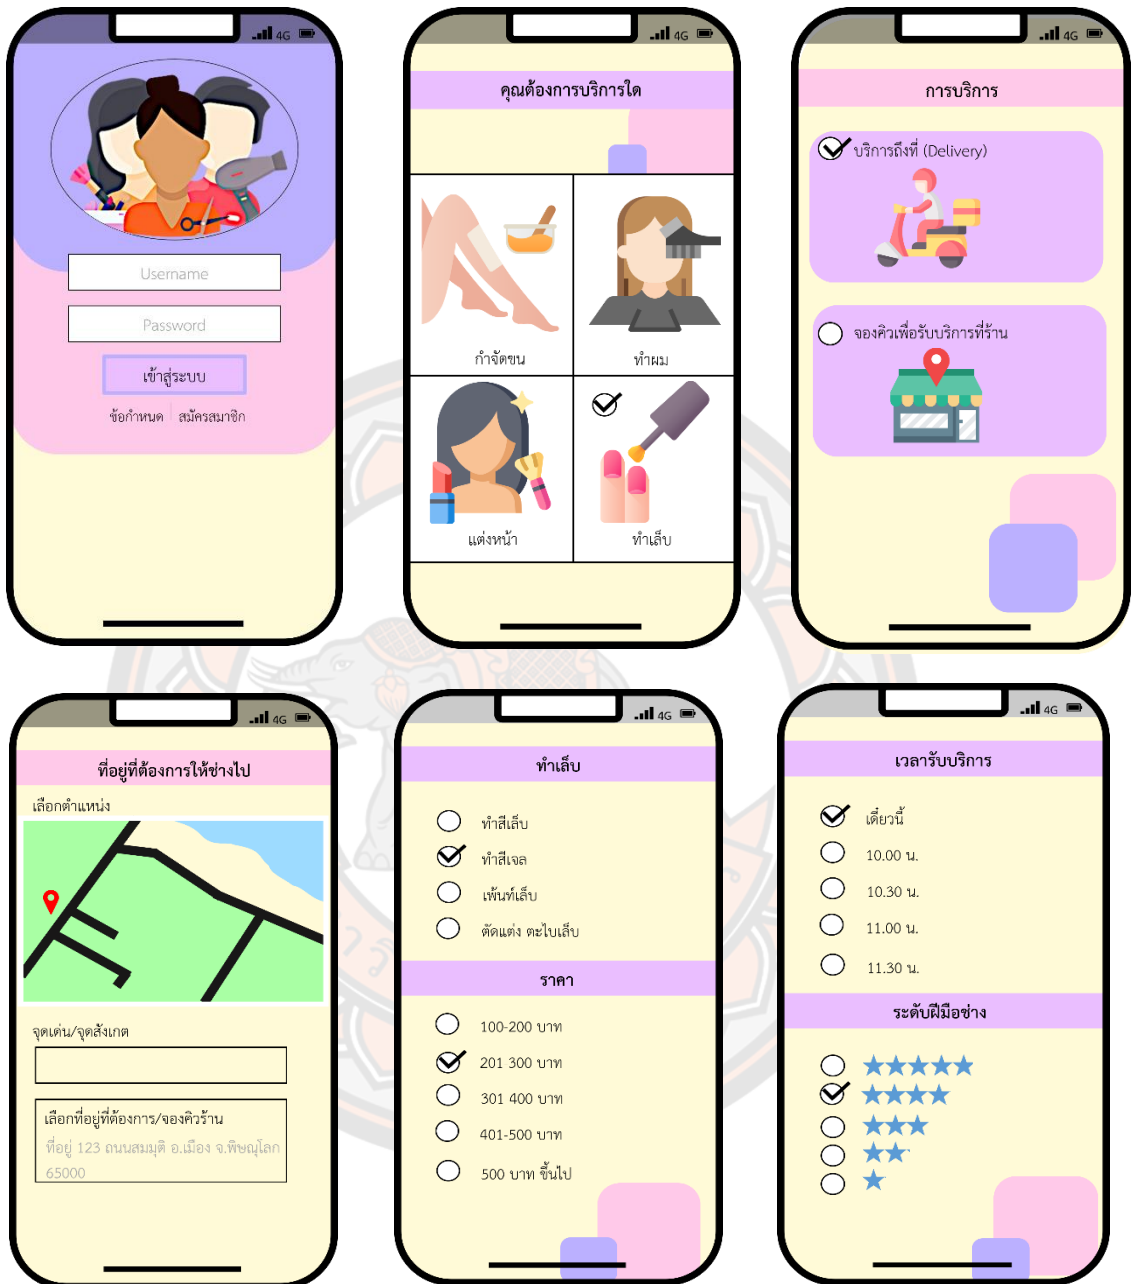 4G
Username
Password
เข้าสู่ระบบ
ข้อกำหนด สมัครสมาชิก
4G
คุณต้องการบริการใด
กำจัดขน
ทำผม
แต่งหน้า
ทำเล็บ
4G
การบริการ
บริการถึงที่ (Delivery)
จองคิวเพื่อรับบริการที่ร้าน
4G
ที่อยู่ที่ต้องการให้ช่างไป
เลือกตำแหน่ง
จุดเด่น/จุดสังเกต
เลือกที่อยู่ที่ต้องการ/จองคิวร้าน
ที่อยู่ 123 ถนนสมมุติ อ.เมือง จ.พิษณุโลก
65000
4G
ทำเล็บ
ทำสีเล็บ
ทำสีเจล
เพ้นท์เล็บ
ตัดแต่ง ตะไบเล็บ
ราคา
100-200 บาท
201 300 บาท
301 400 บาท
401-500 บาท
500 บาท ขึ้นไป
4G
เวลารับบริการ
เดี๋ยวนี้
10.00 น.
10.30 น.
11.00 น.
11.30 น.
ระดับฝีมือช่าง